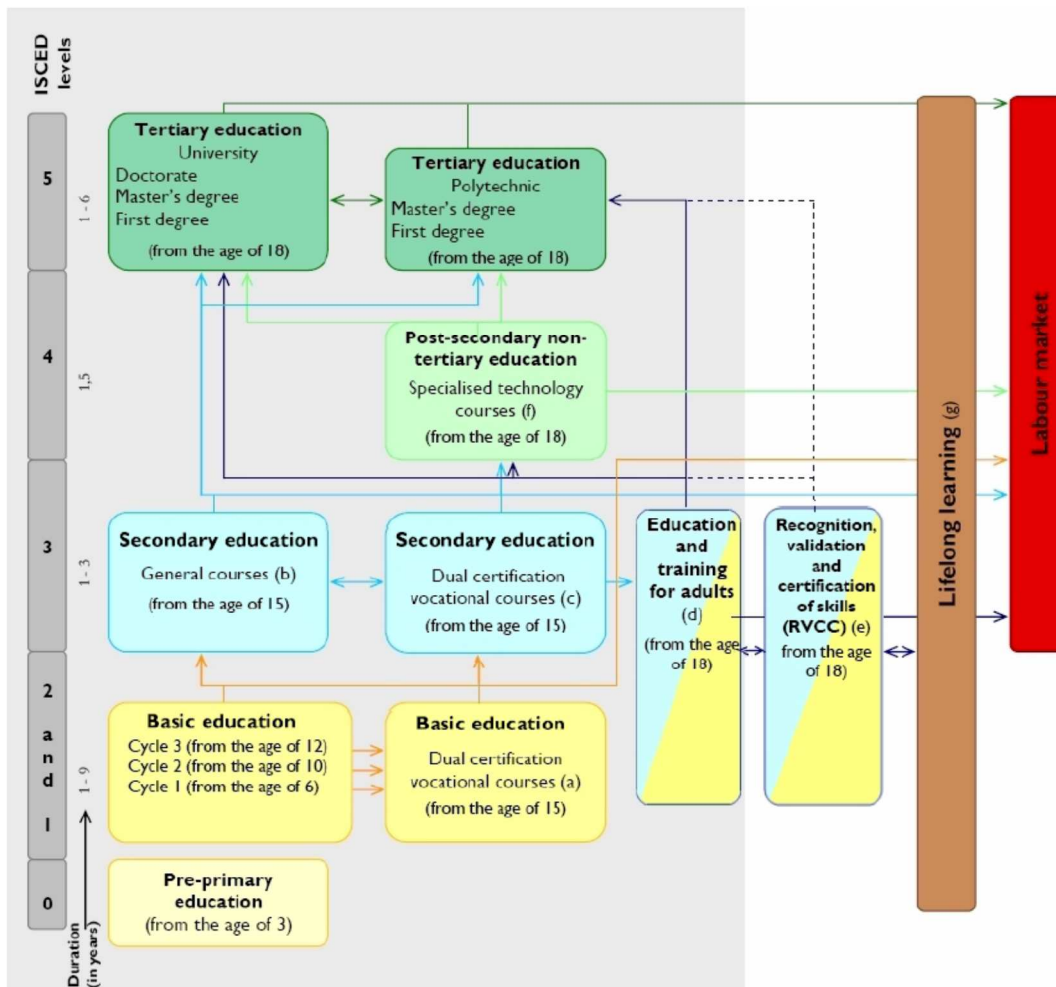 ISCED
levels
5
1 - 6
4
1,5
3
1 - 3
2
a
n
d
1
1 - 9
0
Duration
(in years)
Tertiary education
University
Doctorate
Master's degree
First degree
(from the age of 18)
Tertiary education
Polytechnic
Master's degree
First degree
(from the age of 18)
Post-secondary non-
tertiary education
Specialised technology
courses (f)
(from the age of 18)
Secondary education
General courses (b)
(from the age of 15)
Secondary education
Dual certification
vocational courses (c)
(from the age of 15)
Education
and
training
for adults
(d)
(from the age
of 18)
Recognition,
validation
and
certification
of skills
(RVCC) (e)
from the age
of 18)
Basic education
Cycle 3 (from the age of 12)
Cycle 2 (from the age of 10)
Cycle 1 (from the age of 6)
Basic education
Dual certification
vocational courses (a)
(from the age of 15)
Pre-primary
education
(from the age of 3)
Lifelong learning (g)
Labour market